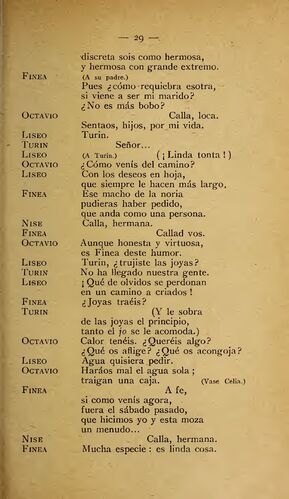 — 29 —
discreta sois como hermosa,
y hermosa con grande extremo.
FINEA (A su padre.)
Pues ¿cómo requiebra esotra,
si viene a ser mi marido?
¿No es más bobo?
OCTAVIO Calla, loca.
Sentaos, hijos, por mi vida.
LISEO Turin.
TURIN Señor...
LISEO (A Turin.) (¡Linda tonta!)
OCTAVIO ¿Cómo venís del camino?
LISEO Con los deseos en hoja,
que siempre le hacen más largo,
FINEA Ese macho de la noria
pudieras haber pedido,
que anda como una persona.
NISE Calla, hermana.
FINEA Callad vos.
OCTAVIO Aunque honesta y virtuosa,
es Finea deste humor.
LISEO Turin, ¿trujiste las joyas?
TURIN No ha llegado nuestra gente.
LISEO ¡Qué de olvidos se perdonan
en un camino a criados!
FINEA ¿Joyas traéis?
TURIN (Y le sobra
de las joyas el principio,
tanto el jo se le acomoda.)
OCTAVIO Calor tenéis. ¿Queréis algo?
¿Qué os aflige? ¿Qué os acongoja?
LISEO Agua quisiera pedir.
OCTAVIO Haráos mal el agua sola;
traigan una caja. (Vase Celia.)
FINEA A fe,
si como venís agora,
fuera el sábado pasado,
que hicimos yo y esta moza
un menudo...
NISE Calla, hermana.
FINEA Mucha especie: es linda cosa.